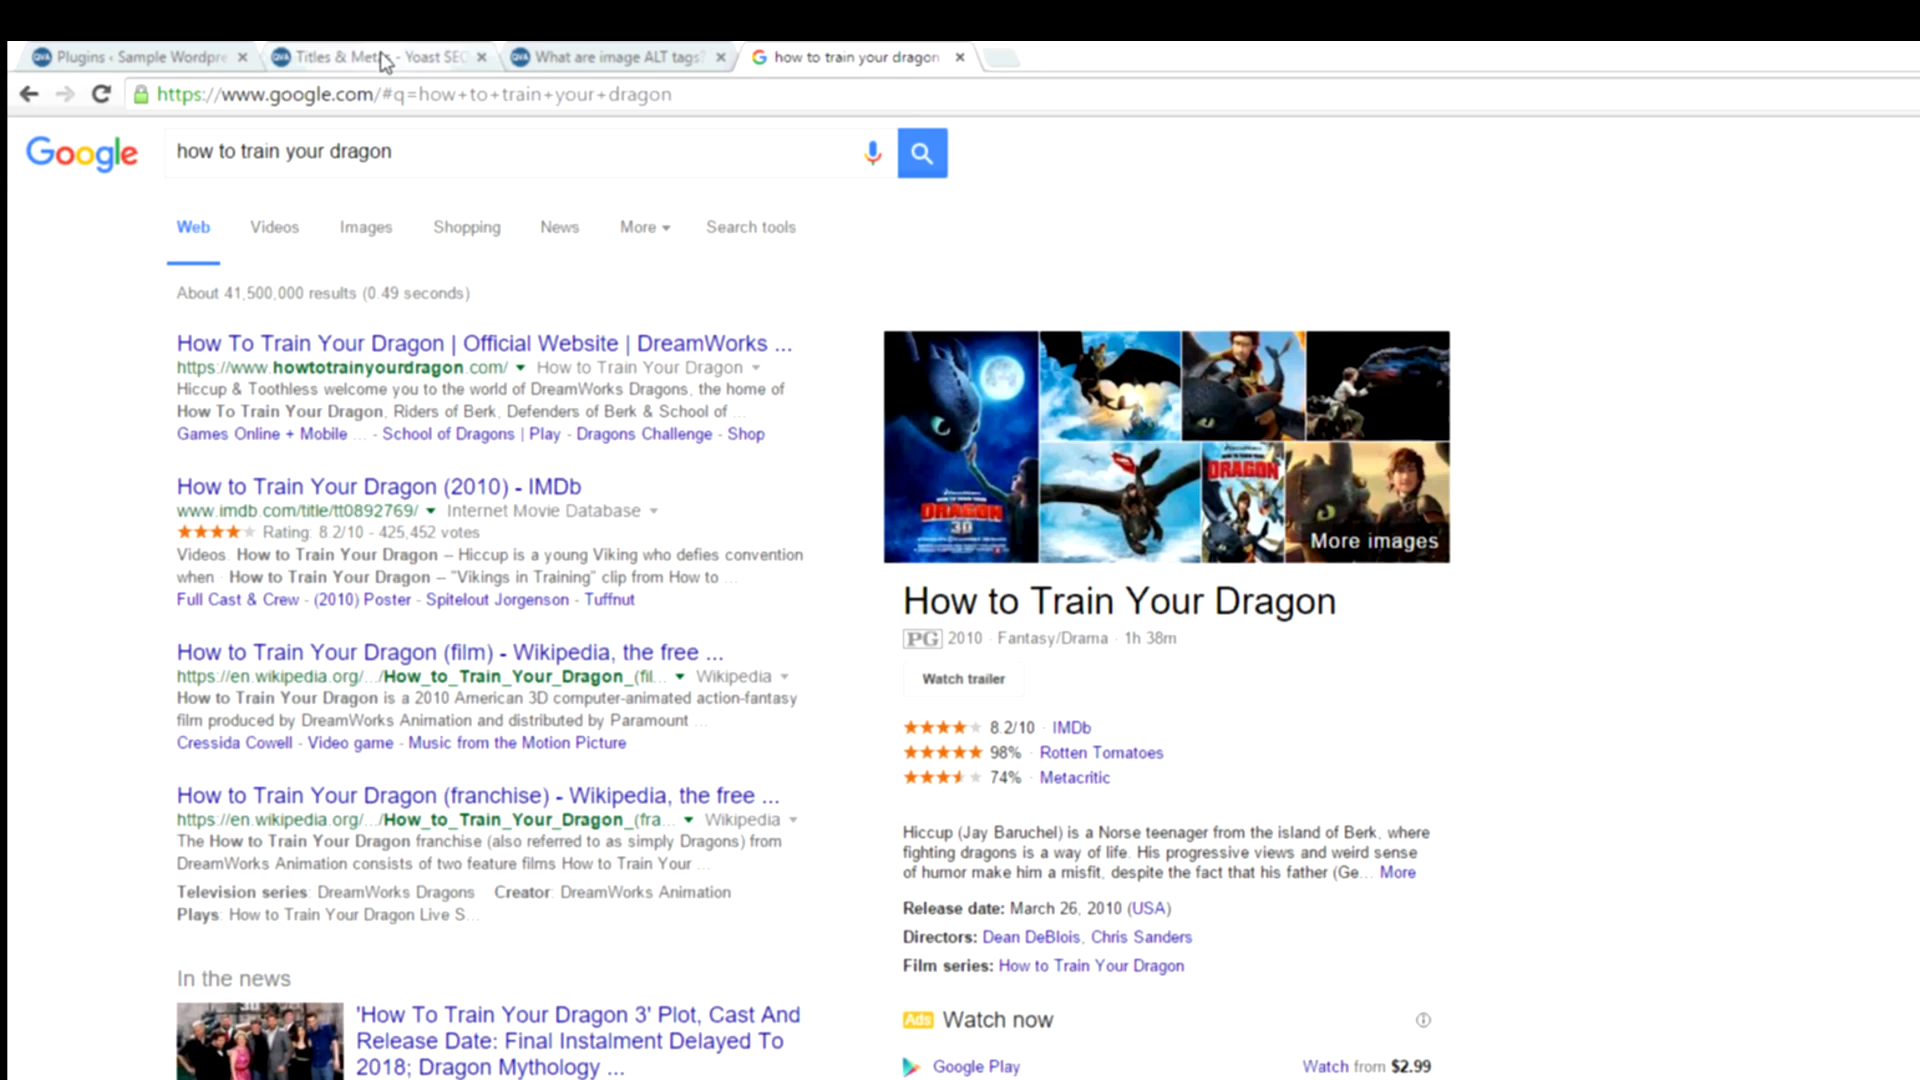 Plugins ‹ Sample Wordpre
Titles & Met - Yoast SEO
What are image ALT tags?
how to train your dragon
https://www.google.com/#q=how+to+train+your+dragon
Google
how to train your dragon
Web Videos Images Shopping News More Search tools
About 41,500,000 results (0.49 seconds)
How To Train Your Dragon | Official Website | DreamWorks ...
https://www.howtotrainyourdragon.com/ How to Train Your Dragon
Hiccup & Toothless welcome you to the world of DreamWorks Dragons, the home of
How To Train Your Dragon, Riders of Berk, Defenders of Berk & School of ...
Games Online + Mobile ... - School of Dragons | Play - Dragons Challenge - Shop
How to Train Your Dragon (2010) - IMDb
www.imdb.com/title/tt0892769/ Internet Movie Database
Rating: 8.2/10 - 425,452 votes
Videos. How to Train Your Dragon -- Hiccup is a young Viking who defies convention
when · How to Train Your Dragon -- "Vikings in Training" clip from How to ...
Full Cast & Crew - (2010) Poster - Spitelout Jorgenson - Tuffnut
How to Train Your Dragon (film) - Wikipedia, the free ...
https://en.wikipedia.org/.../How_to_Train_Your_Dragon_(fil... Wikipedia
How to Train Your Dragon is a 2010 American 3D computer-animated action-fantasy
film produced by DreamWorks Animation and distributed by Paramount ...
Cressida Cowell - Video game - Music from the Motion Picture
How to Train Your Dragon (franchise) - Wikipedia, the free ...
https://en.wikipedia.org/.../How_to_Train_Your_Dragon_(fra... Wikipedia
The How to Train Your Dragon franchise (also referred to as simply Dragons) from
DreamWorks Animation consists of two feature films How to Train Your ...
Television series: DreamWorks Dragons Creator: DreamWorks Animation
Plays: How to Train Your Dragon Live S...
In the news
'How To Train Your Dragon 3' Plot, Cast And
Release Date: Final Instalment Delayed To
2018; Dragon Mythology ...
DRAGON
3D
DRAGON
More images
How to Train Your Dragon
PG 2010 · Fantasy/Drama · 1h 38m
Watch trailer
8.2/10 · IMDb
98% · Rotten Tomatoes
74% · Metacritic
Hiccup (Jay Baruchel) is a Norse teenager from the island of Berk, where
fighting dragons is a way of life. His progressive views and weird sense
of humor make him a misfit, despite the fact that his father (Ge... More
Release date: March 26, 2010 (USA)
Directors: Dean DeBlois, Chris Sanders
Film series: How to Train Your Dragon
Ads Watch now
Google Play Watch from $2.99